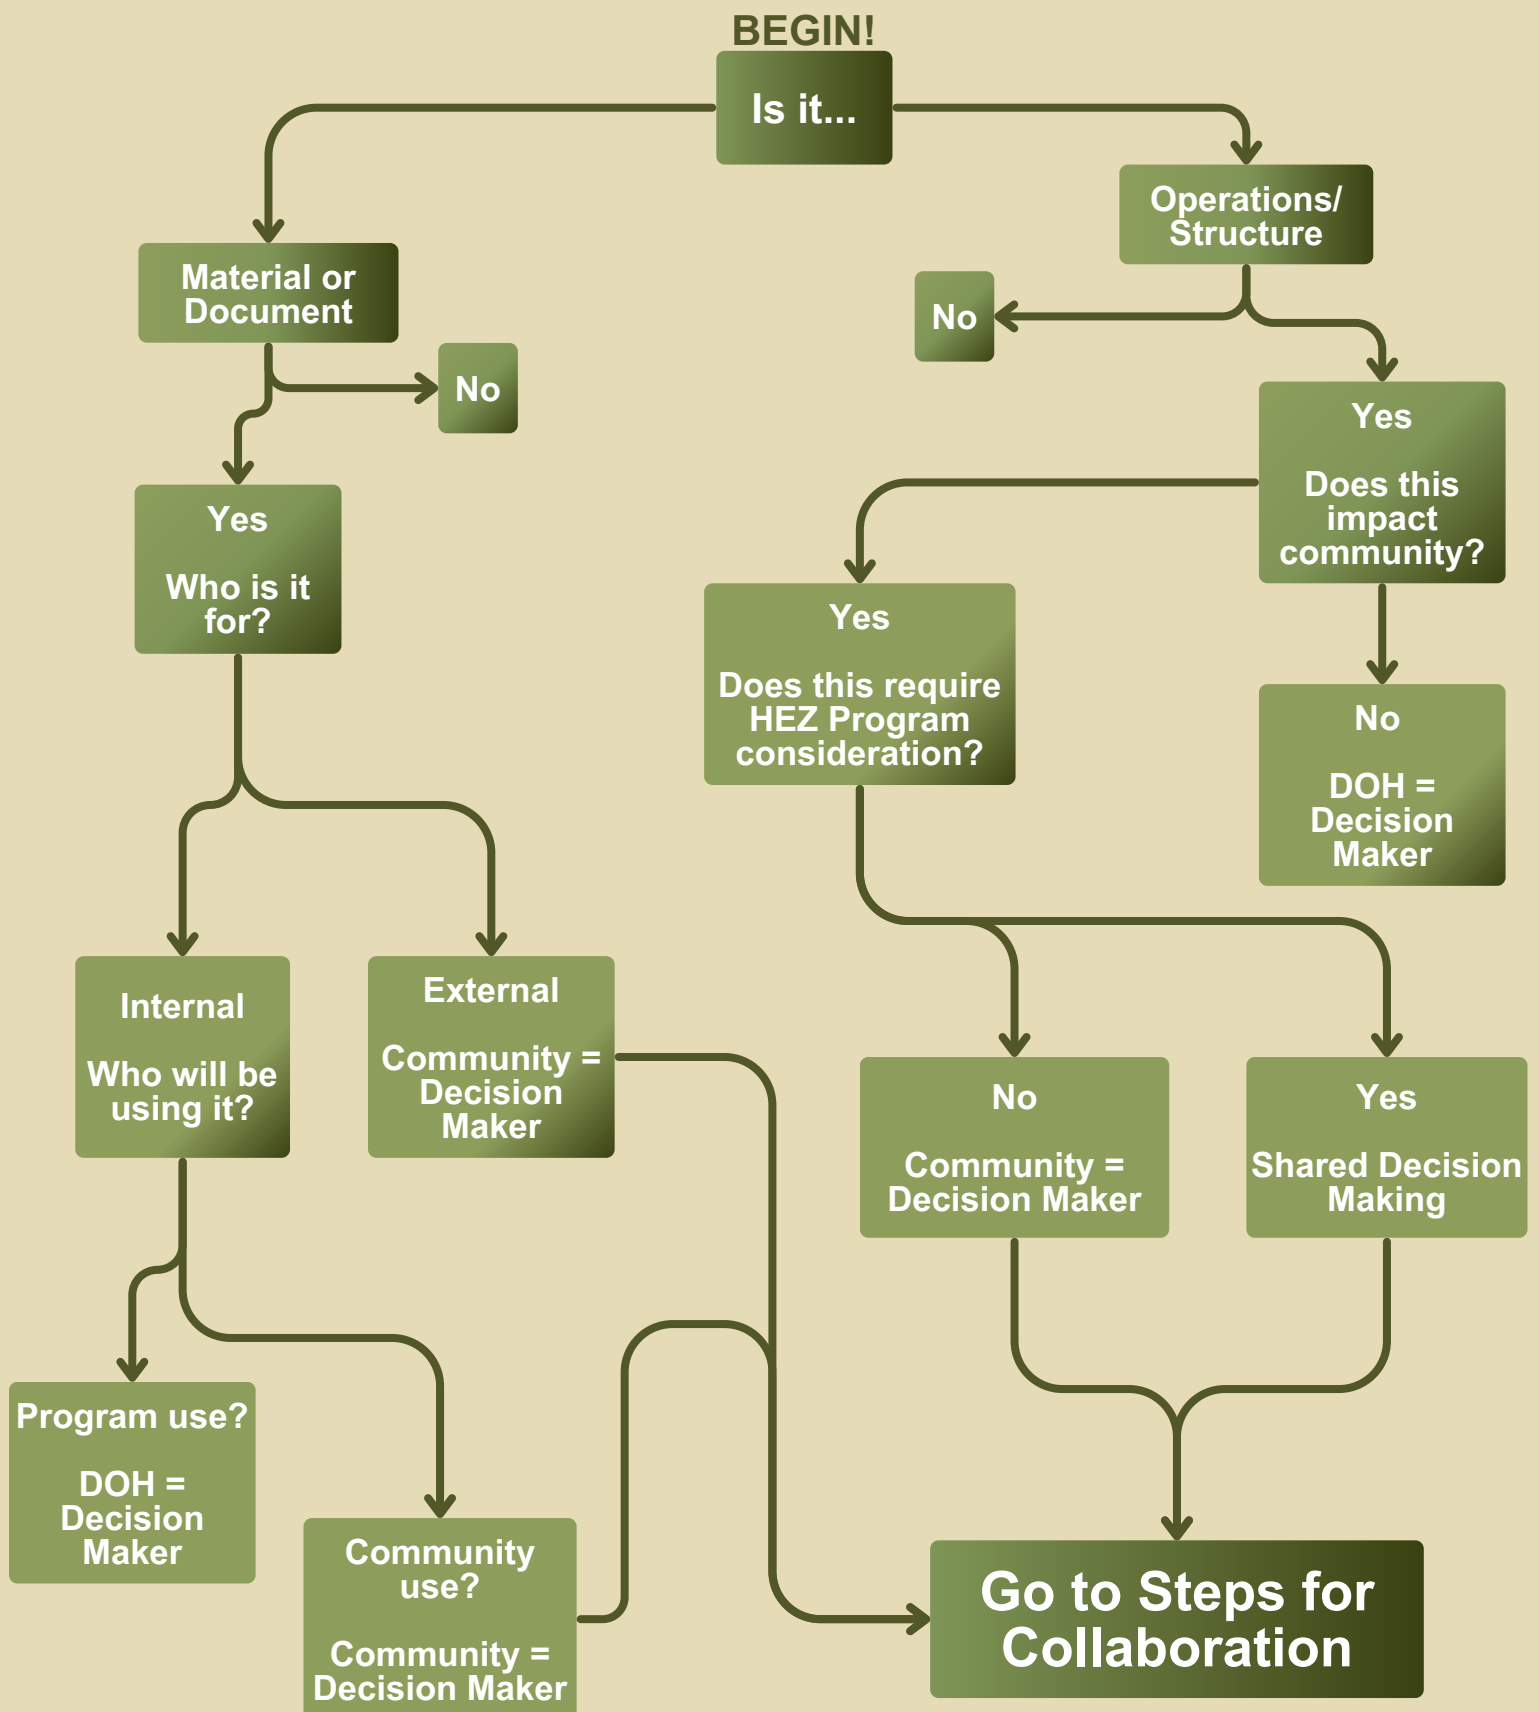 BEGIN!
Is it...
Operations/
Structure
Material or
Document
No
No
Yes
Does this
impact
community?
Yes
Who is it
for?
Yes
Does this require
HEZ Program
consideration?
No
DOH =
Decision
Maker
Internal
Who will be
using it?
External
Community =
Decision
Maker
No
Community =
Decision Maker
Yes
Shared Decision
Making
Program use?
DOH =
Decision
Maker
Community
use?
Community =
Decision Maker
Go to Steps for
Collaboration